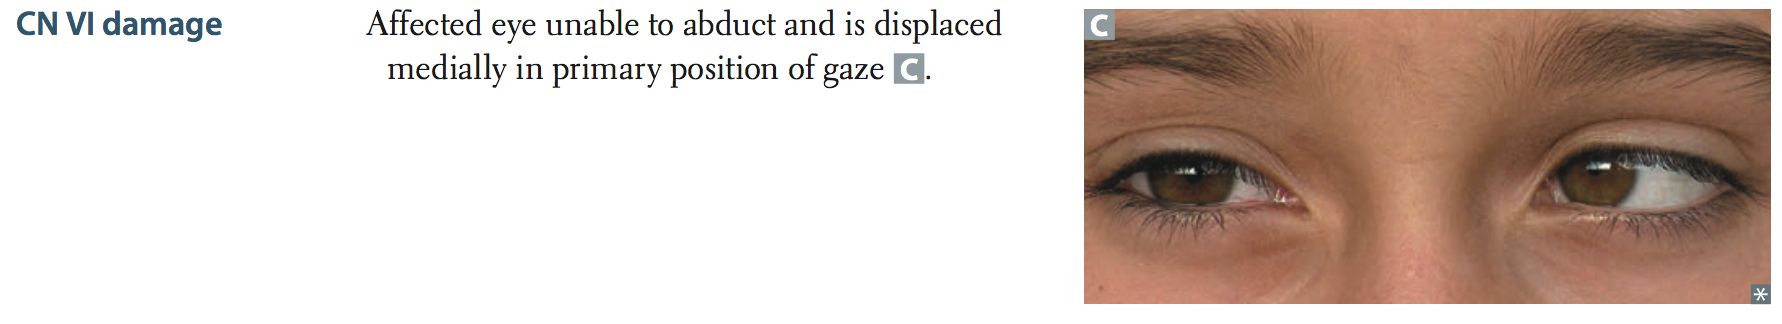 CN VI damage
Affected eye unable to abduct and is displaced
medially in primary position of gaze C.
C
*